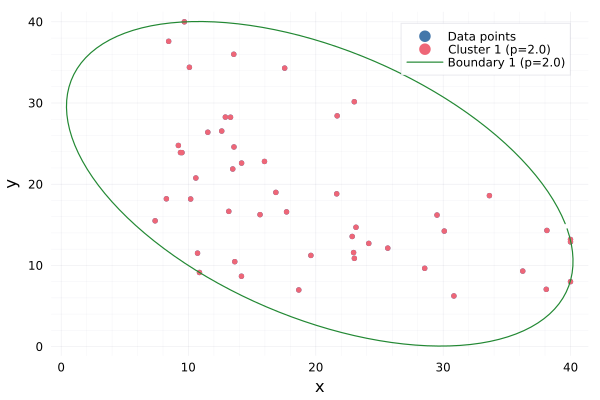 40
30
20
10
0
y
Data points
Cluster 1 (p=2.0)
Boundary 1 (p=2.0)
0 10 20 30 40
x